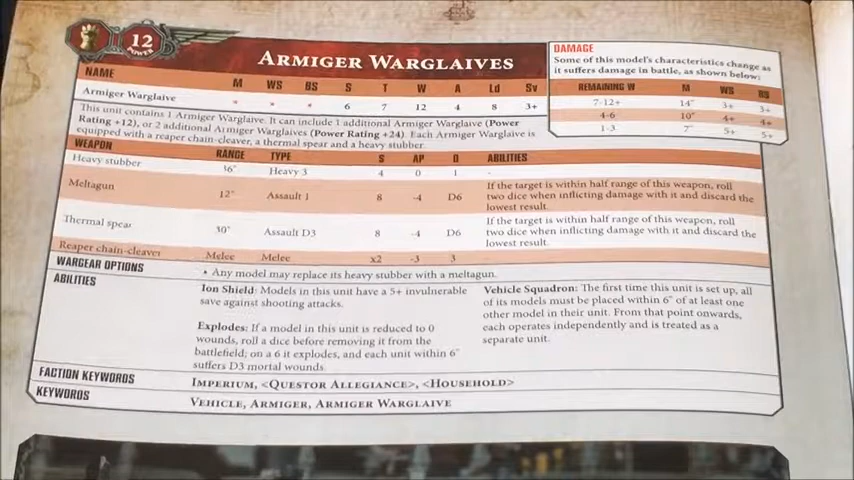 12
POWER
ARMIGER WARGLAIVES
DAMAGE
Some of this model's characteristics change as
it suffers damage in battle, as shown below:
REMAINING W M WS BS
7-12+ 14" 3+ 3+
4-6 10" 4+ 4+
1-3 7" 5+ 5+
NAME M WS BS S T W A Ld Sv
Armiger Warglaive * * * 6 7 12 4 8 3+
This unit contains 1 Armiger Warglaive. It can include 1 additional Armiger Warglaive (Power
Rating +12), or 2 additional Armiger Warglaives (Power Rating +24). Each Armiger Warglaive is
equipped with a reaper chain-cleaver, a thermal spear and a heavy stubber.
WEAPON RANGE TYPE S AP D ABILITIES
Heavy stubber 36" Heavy 3 4 0 1 -
Meltagun 12" Assault 1 8 -4 D6 If the target is within half range of this weapon, roll
two dice when inflicting damage with it and discard the
lowest result.
Thermal spear 30" Assault D3 8 -4 D6 If the target is within half range of this weapon, roll
two dice when inflicting damage with it and discard the
lowest result.
Reaper chain-cleaver Melee Melee x2 -3 3
WARGEAR OPTIONS • Any model may replace its heavy stubber with a meltagun.
ABILITIES
Ion Shield: Models in this unit have a 5+ invulnerable
save against shooting attacks.
Explodes: If a model in this unit is reduced to 0
wounds, roll a dice before removing it from the
battlefield; on a 6 it explodes, and each unit within 6"
suffers D3 mortal wounds.
Vehicle Squadron: The first time this unit is set up, all
of its models must be placed within 6" of at least one
other model in their unit. From that point onwards,
each operates independently and is treated as a
separate unit.
FACTION KEYWORDS IMPERIUM, <QUESTOR ALLEGIANCE>, <HOUSEHOLD>
KEYWORDS VEHICLE, ARMIGER, ARMIGER WARGLAIVE